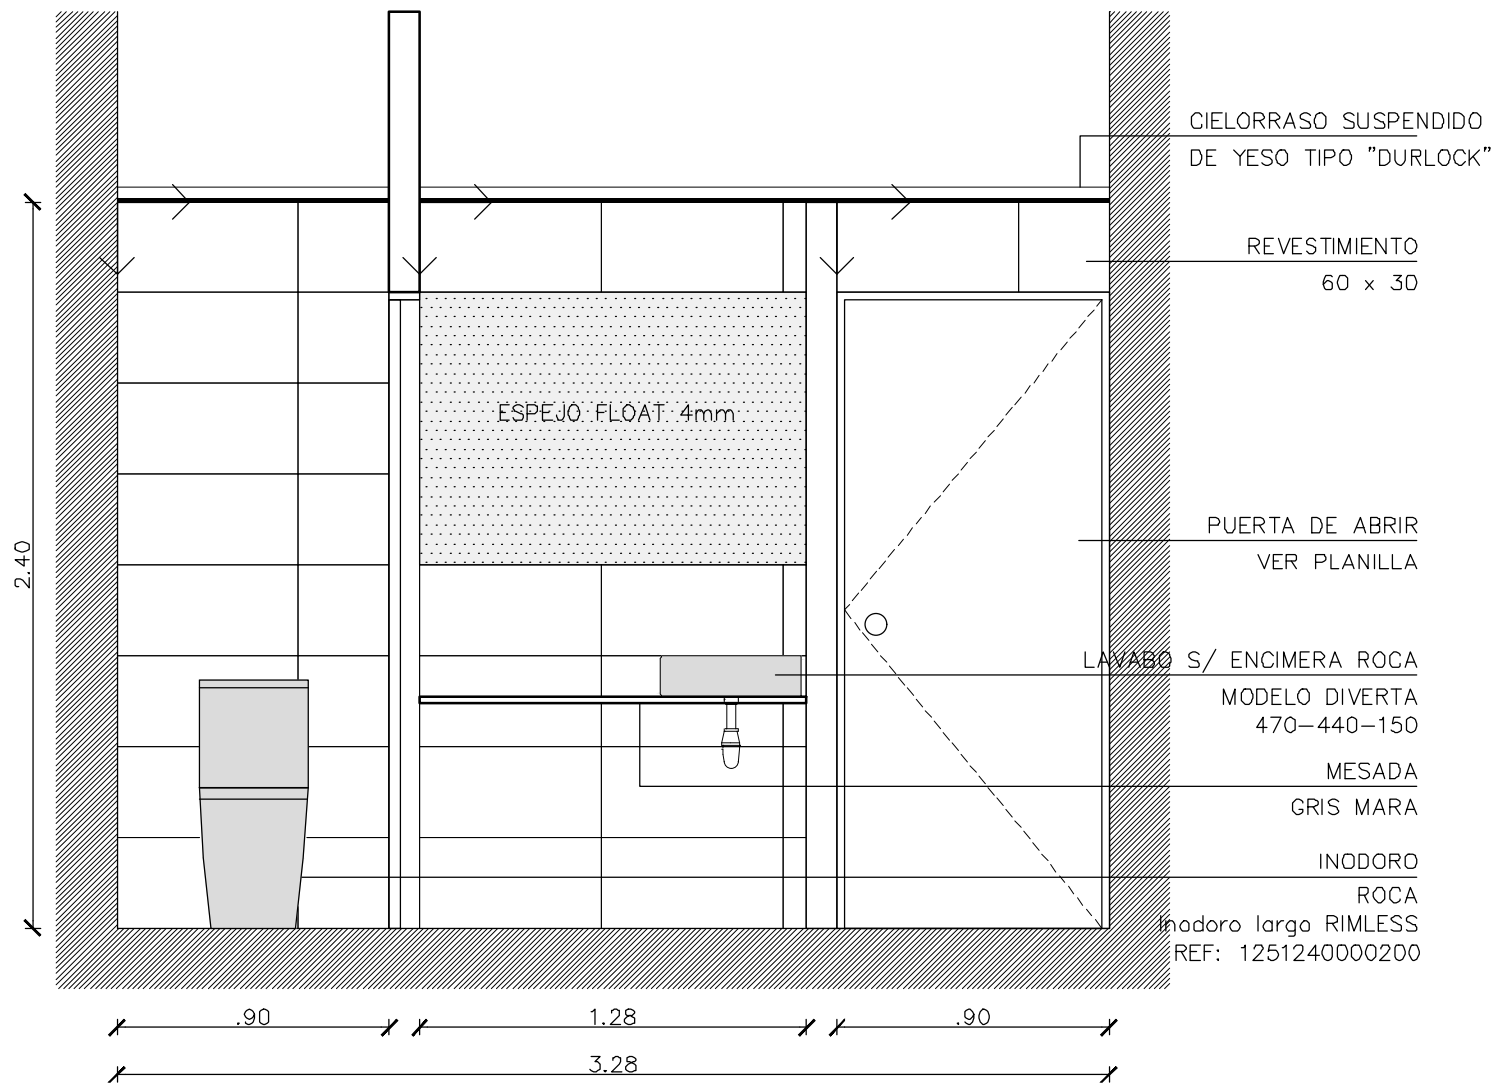 CIELORRASO SUSPENDIDO
DE YESO TIPO "DURLOCK"
REVESTIMIENTO
60 x 30
ESPEJO FLOAT 4mm
PUERTA DE ABRIR
VER PLANILLA
2.40
LAVABO S/ ENCIMERA ROCA
MODELO DIVERTA
470-440-150
MESADA
GRIS MARA
INODORO
ROCA
Inodoro largo RIMLESS
REF: 1251240000200
.90
1.28
.90
3.28